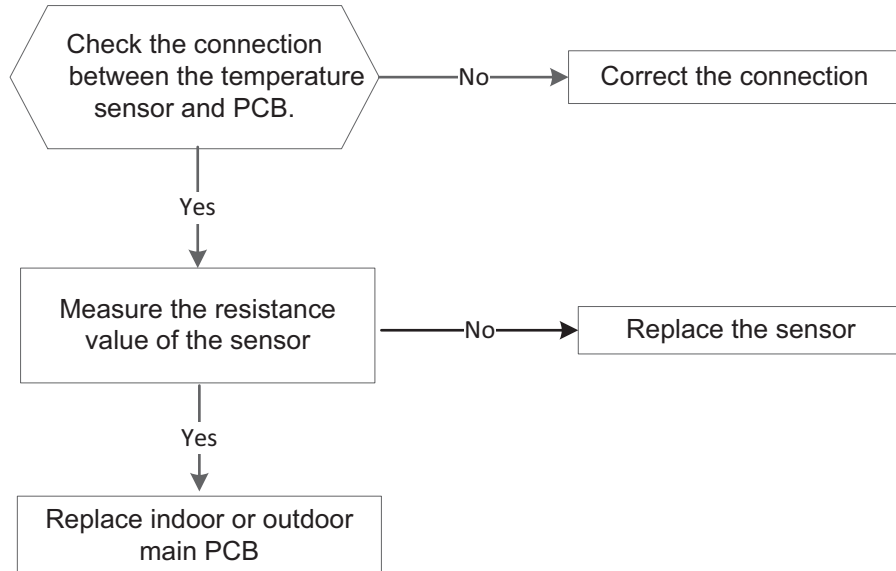 Check the connection
between the temperature
sensor and PCB.
No
Correct the connection
Yes
Measure the resistance
value of the sensor
No
Replace the sensor
Yes
Replace indoor or outdoor
main PCB